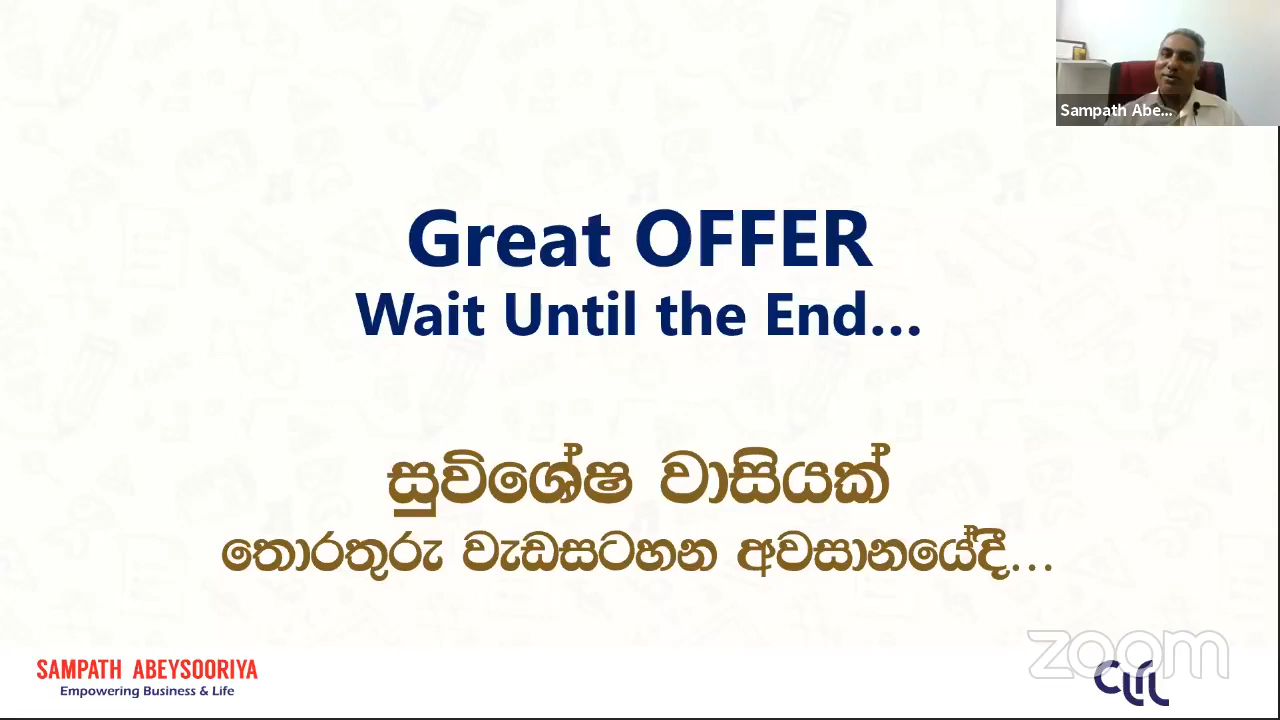 Sampath Abe...
Great OFFER
Wait Until the End...
සුවිශේෂ වාසියක්
තොරතුරු වැඩසටහන අවසානයේදී...
SAMPATH ABEYSOORIYA
Empowering Business & Life
zoom